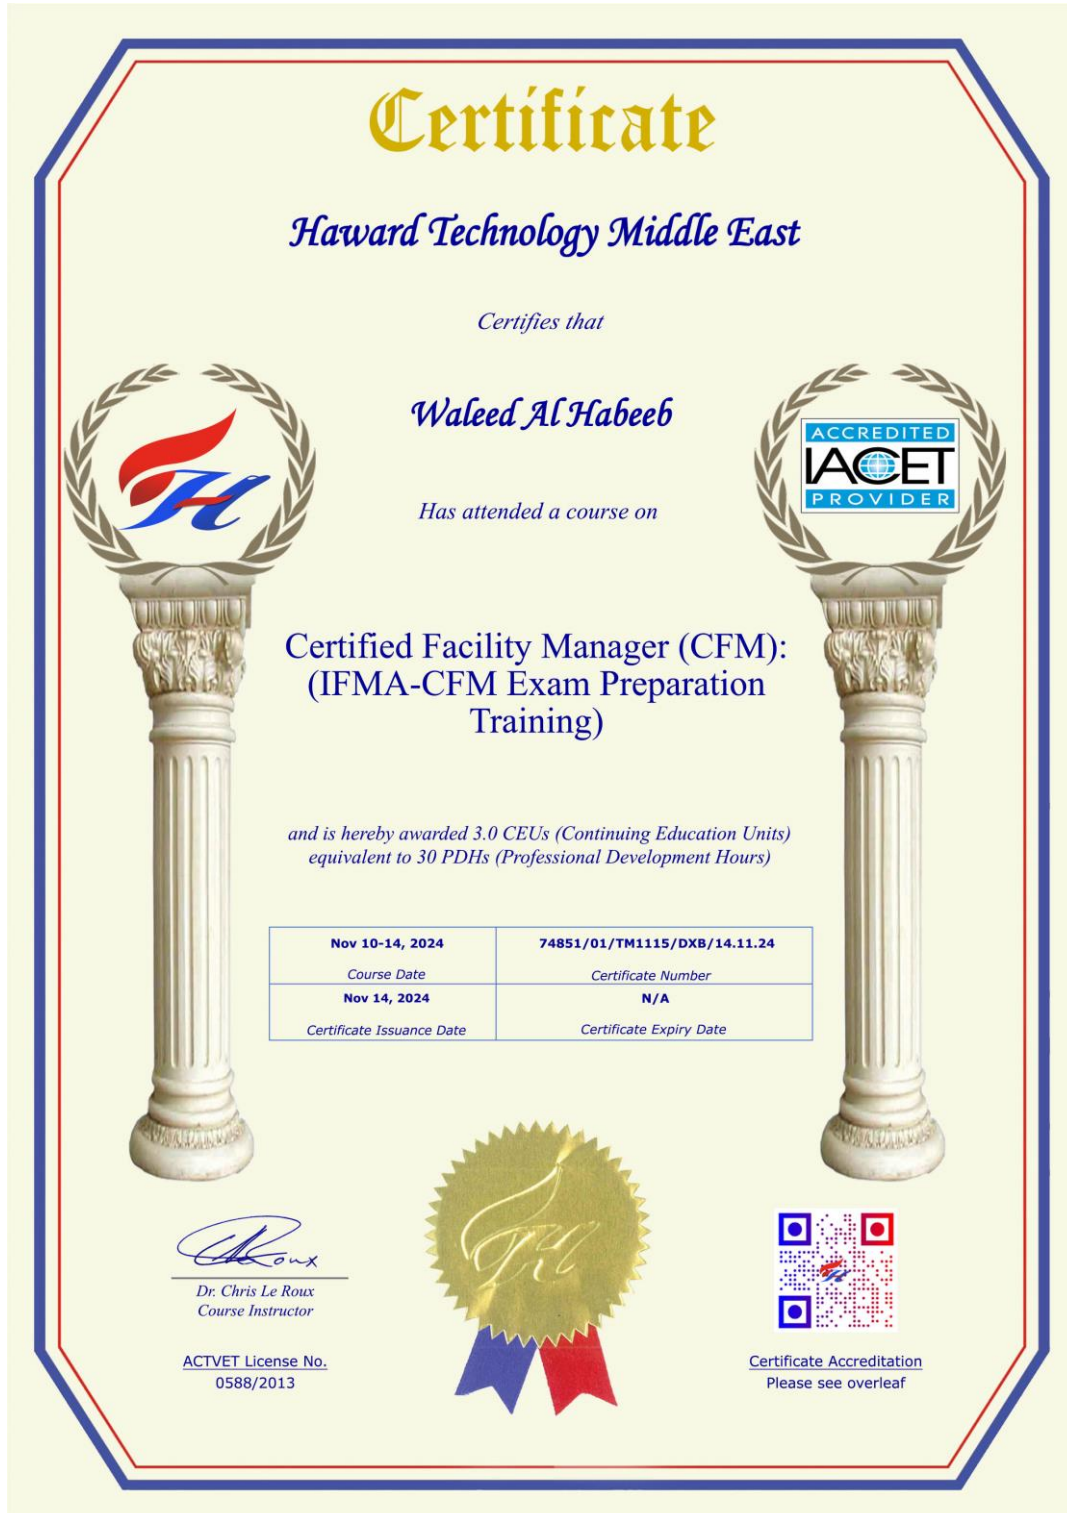 Certificate
Haward Technology Middle East
Certifies that
Waleed Al Habeeb
ACCREDITED
IACET
PROVIDER
Has attended a course on
Certified Facility Manager (CFM):
(IFMA-CFM Exam Preparation
Training)
and is hereby awarded 3.0 CEUs (Continuing Education Units)
equivalent to 30 PDHs (Professional Development Hours)
Nov 10-14, 2024
Course Date
74851/01/TM1115/DXB/14.11.24
Certificate Number
Nov 14, 2024
Certificate Issuance Date
N/A
Certificate Expiry Date
Dr. Chris Le Roux
Course Instructor
ACTVET License No.
0588/2013
Certificate Accreditation
Please see overleaf